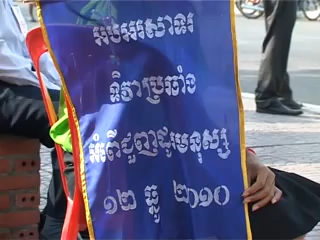 អបអរសាទរ
ទិវាប្រឆាំង
អំពើជួញដូរមនុស្ស
១២ ធ្នូ ២០១០